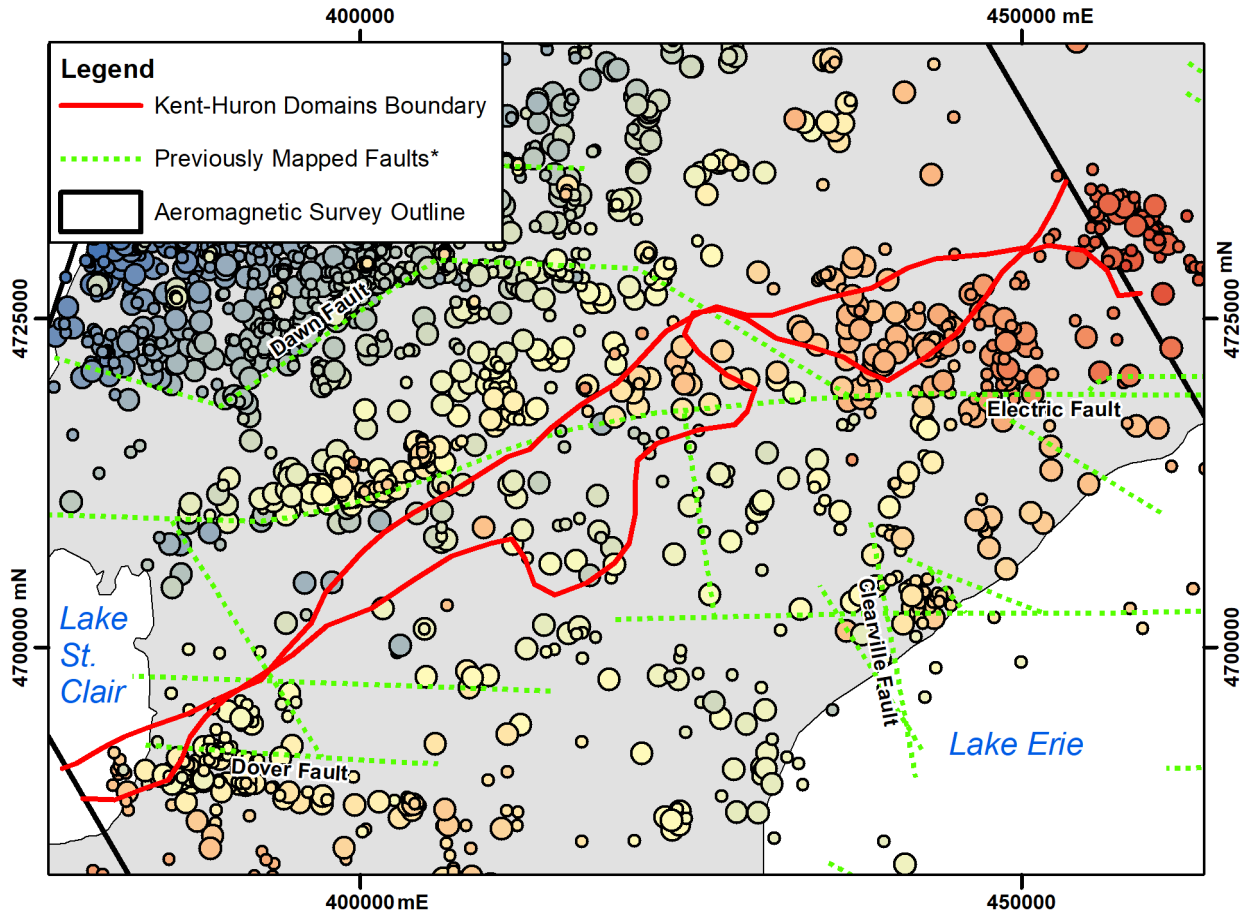 400000
450000 mE
Legend
Kent-Huron Domains Boundary
Previously Mapped Faults*
Aeromagnetic Survey Outline
4725000
4725000 mN
Dawn Fault
Electric Fault
4700000 mN
4700000
Lake
St.
Clair
Clearville Fault
Lake Erie
Dover Fault
400000 mE
450000